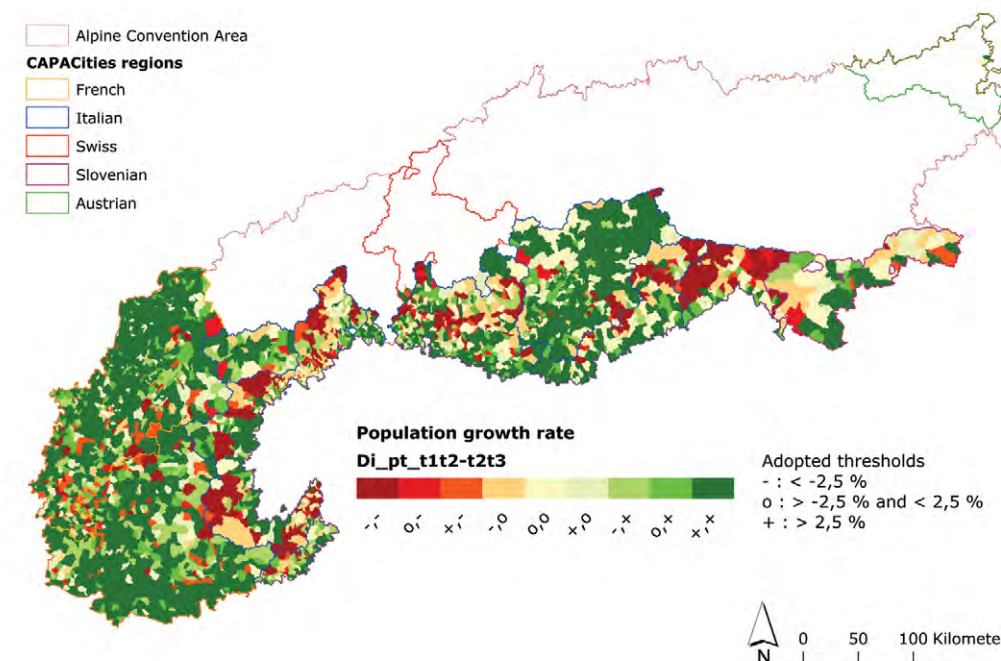 Alpine Convention Area
CAPACities regions
French
Italian
Swiss
Slovenian
Austrian
Population growth rate
Di_pt_t1t2-t2t3
-,- o,- +,- -,o o,o +,o -,+ o,+ +,+
Adopted thresholds
- : < -2,5 %
o : > -2,5 % and < 2,5 %
+ : > 2,5 %
N
0 50 100 Kilomete